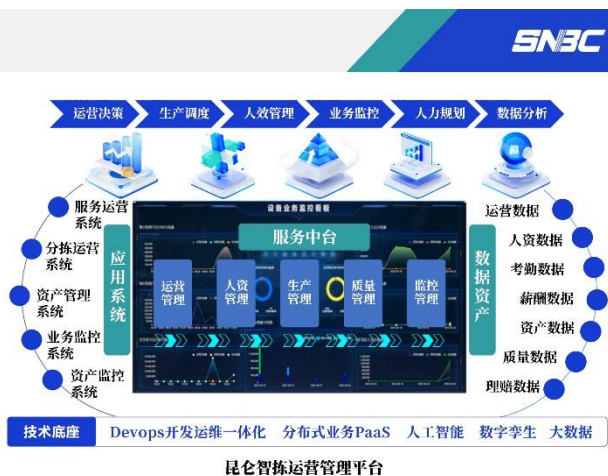 SNBC
运营决策 生产调度 人效管理 业务监控 人力规划 数据分析
服务运营
系统
分拣运营
系统
资产管理
系统
业务监控
系统
资产监控
系统
应用系统
设备业务监控看板
服务中台
运营
管理
人资
管理
生产
管理
质量
管理
监控
管理
数据资产
运营数据
人资数据
考勤数据
薪酬数据
资产数据
质量数据
理赔数据
技术底座 Devops开发运维一体化 分布式业务PaaS 人工智能 数字孪生 大数据
昆仑智拣运营管理平台